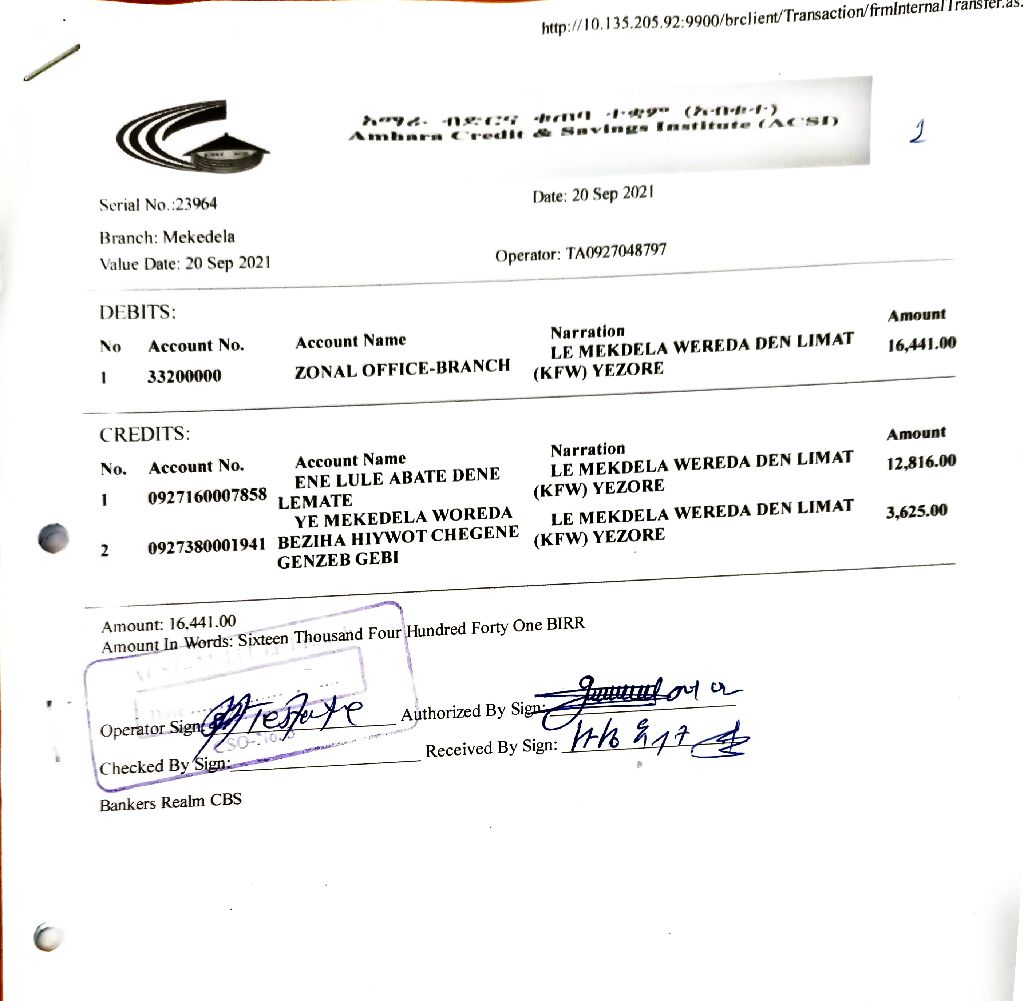 http://10.135.205.92:9900/brclient/Transaction/frmInternalTransfer.as
አማራ ብድርና ቁጠባ ተቋም (አብቁተ)
Amhara Credit & Savings Institute (ACSI)
Serial No.:23964 Date: 20 Sep 2021
Branch: Mekedela
Value Date: 20 Sep 2021 Operator: TA0927048797
DEBITS:
No Account No. Account Name Narration Amount
1 33200000 ZONAL OFFICE-BRANCH LE MEKDELA WEREDA DEN LIMAT 16,441.00
(KFW) YEZORE
CREDITS:
No. Account No. Account Name Narration Amount
1 0927160007858 ENE LULE ABATE DENE LE MEKDELA WEREDA DEN LIMAT 12,816.00
LEMATE (KFW) YEZORE
2 0927380001941 YE MEKEDELA WOREDA LE MEKDELA WEREDA DEN LIMAT 3,625.00
BEZIHA HIYWOT CHEGENE (KFW) YEZORE
GENZEB GEBI
Amount: 16,441.00
Amount In Words: Sixteen Thousand Four Hundred Forty One BIRR
Operator Sign: Authorized By Sign:
Checked By Sign: Received By Sign:
Bankers Realm CBS